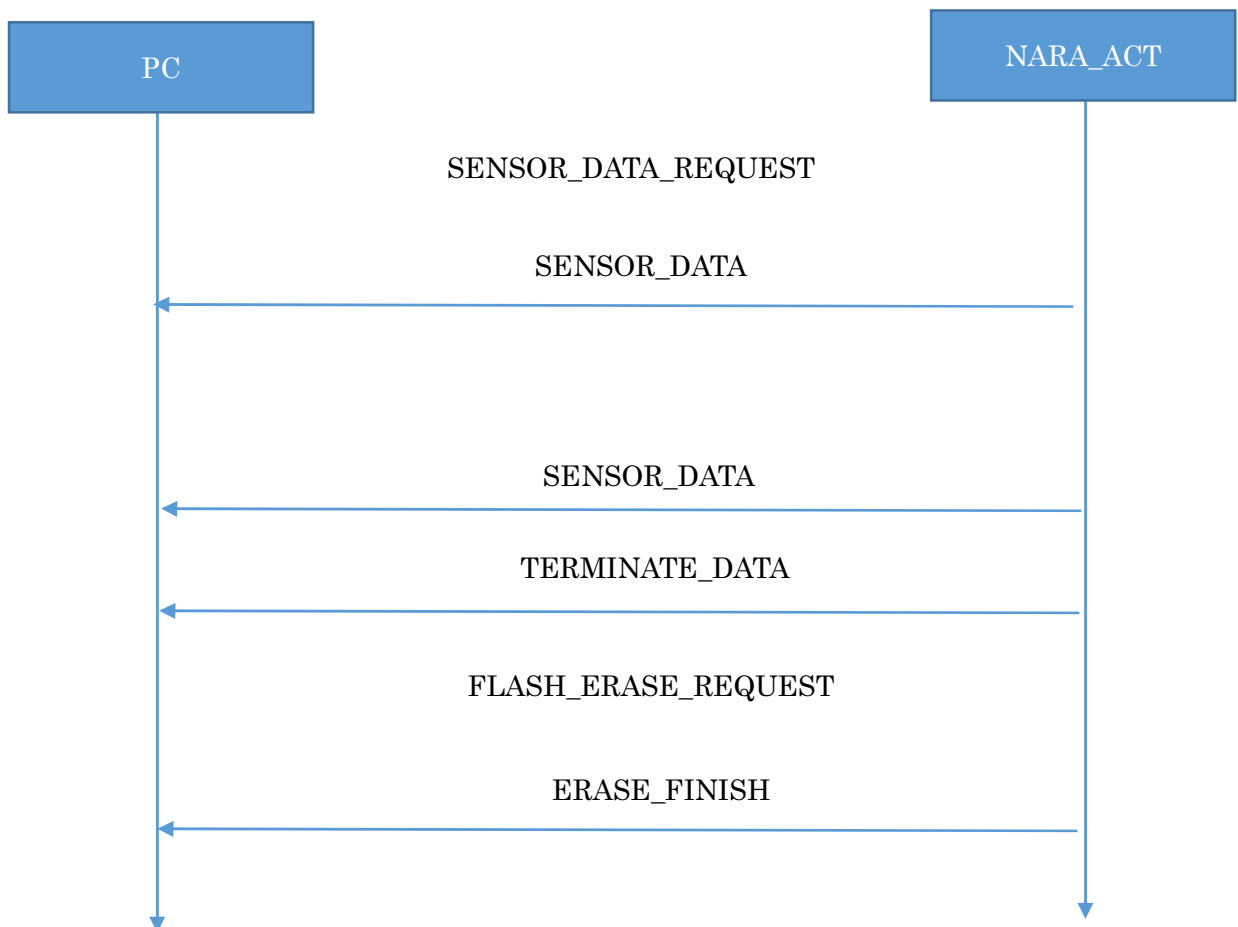 PC
NARA_ACT
SENSOR_DATA_REQUEST
SENSOR_DATA
SENSOR_DATA
TERMINATE_DATA
FLASH_ERASE_REQUEST
ERASE_FINISH